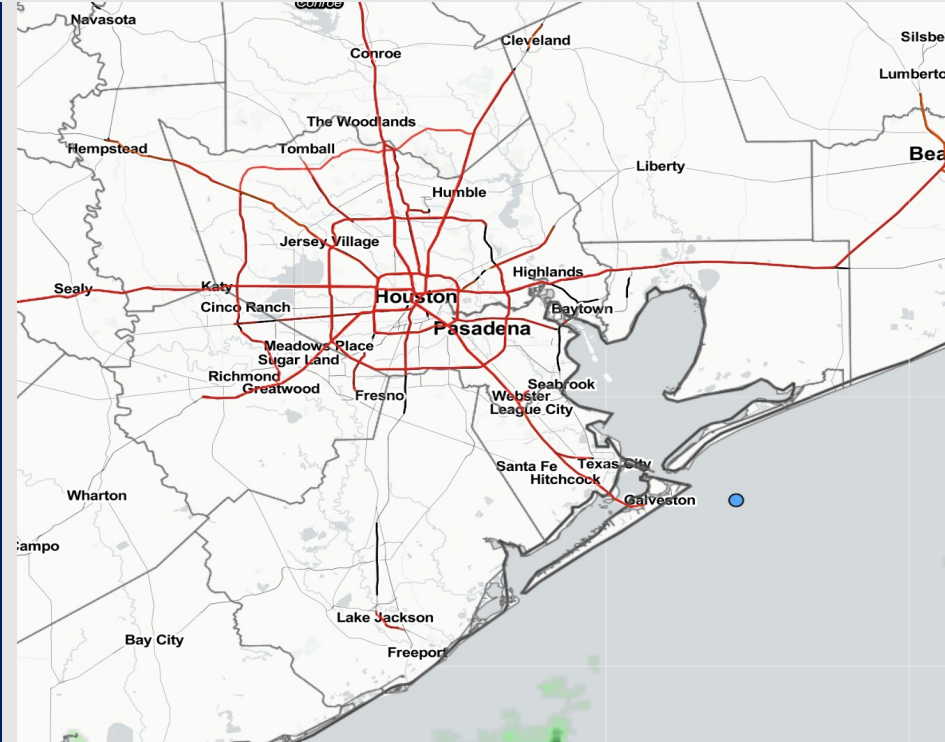 Conroe
Navasota
Cleveland
Silsbe
Conroe
Lumberto
The Woodlands
Hempstead
Tomball
Bea
Liberty
Humble
Jersey Village
Highlands
Sealy
Katy
Houston
Cinco Ranch
Baytown
Pasadena
Meadows Place
Sugar Land
Richmond
Greatwood
Seabrook
Fresno
Webster
League City
Santa Fe
Texas City
Hitchcock
Wharton
Galveston
Campo
Lake Jackson
Bay City
Freeport